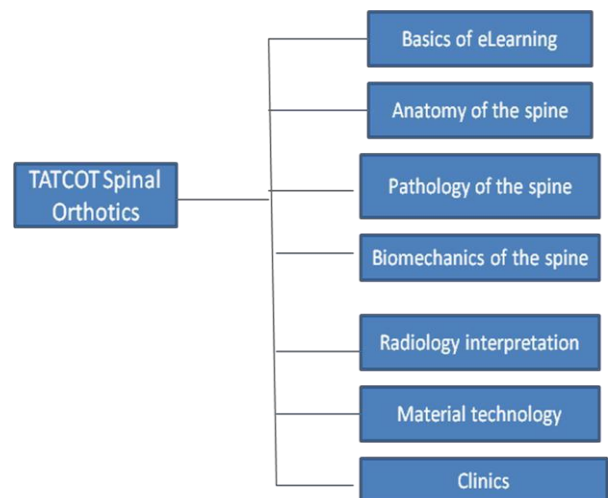 Basics of eLearning
Anatomy of the spine
TATCOT Spinal
Orthotics
Pathology of the spine
Biomechanics of the spine
Radiology interpretation
Material technology
Clinics